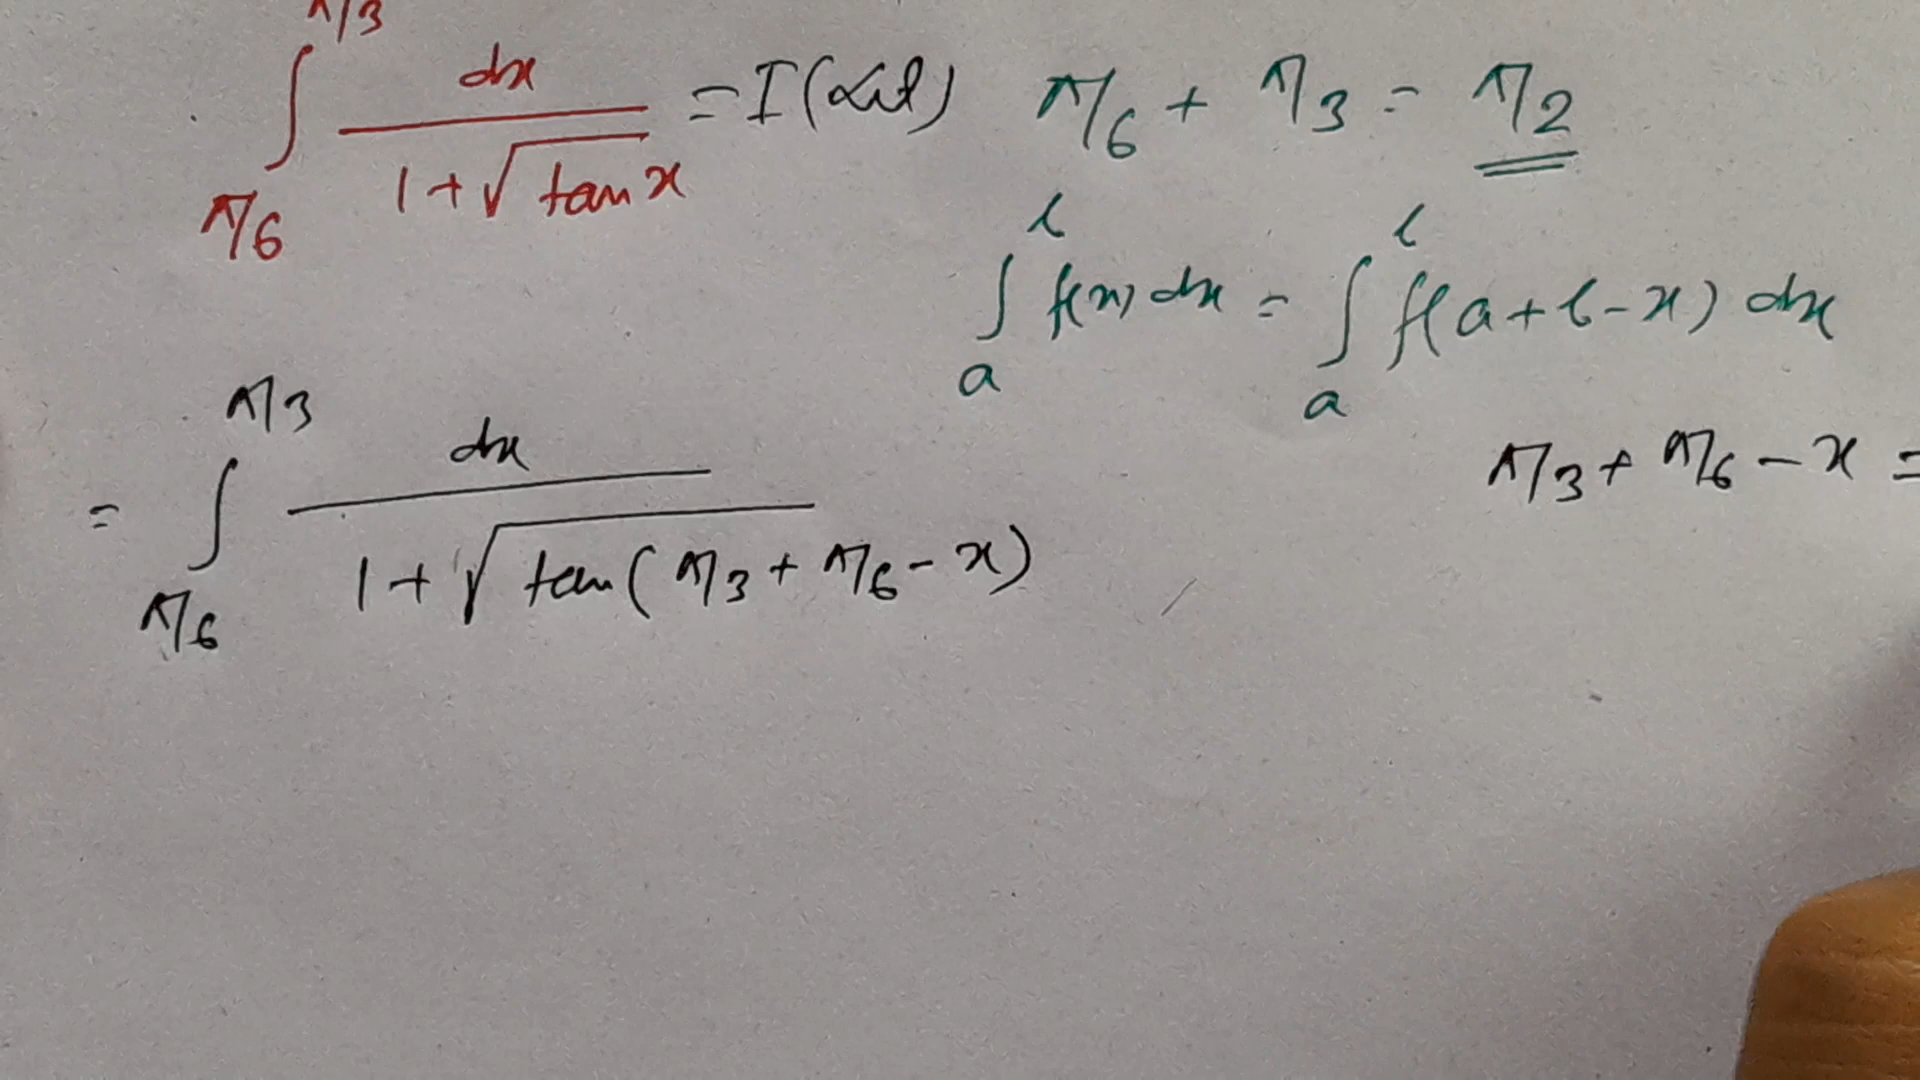 ∫_{π/6}^{π/3} dx / (1+√tan x) = I (let)
π/6 + π/3 = π/2
∫_a^b f(x) dx = ∫_a^b f(a+b-x) dx
π/3 + π/6 - x =
= ∫_{π/6}^{π/3} dx / (1+√tan(π/3 + π/6 - x))